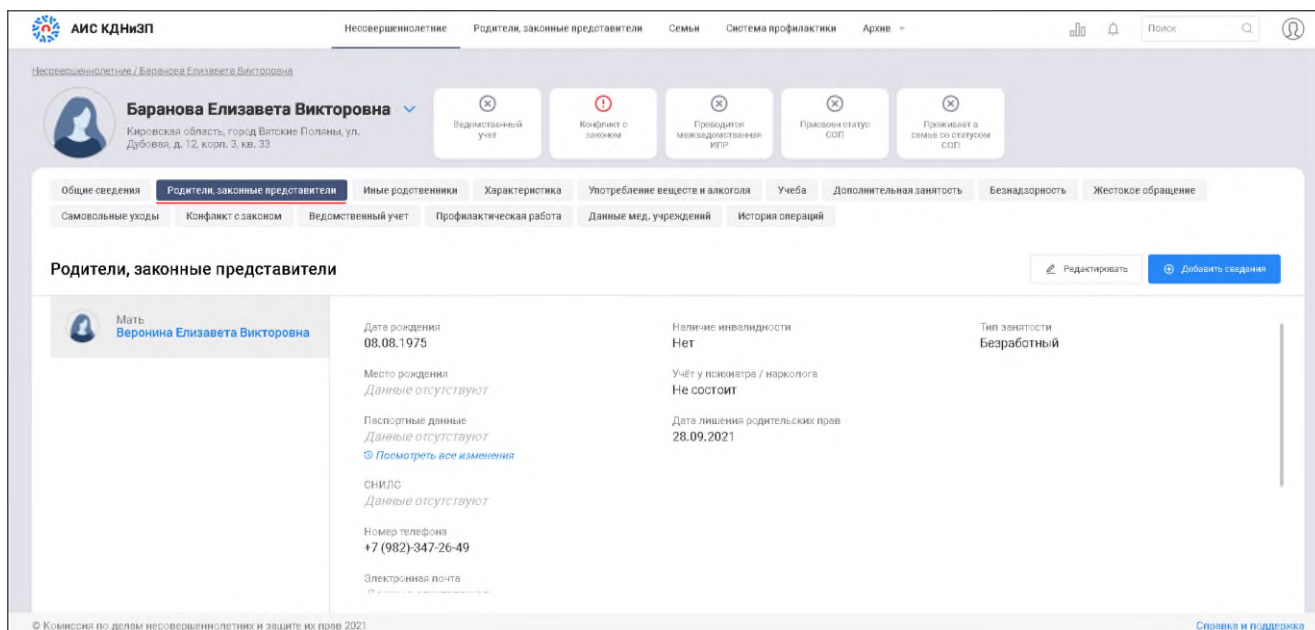 АИС КДНиЗП
Несовершеннолетние Родители, законные представители Семьи Система профилактики Архив Поиск
Несовершеннолетние / Баранова Елизавета Викторовна
Баранова Елизавета Викторовна
Кировская область, город Вятские Поляны, ул.
Дубовая, д. 12, корп. 3, кв. 33
Ведомственный
учет
Конфликт с
законом
Проводится
межведомственная
ИПР
Присвоен статус
СОП
Проживает в
семье со статусом
СОП
Общие сведения Родители, законные представители Иные родственники Характеристика Употребление веществ и алкоголя Учеба Дополнительная занятость Безнадзорность Жестокое обращение
Самовольные уходы Конфликт с законом Ведомственный учет Профилактическая работа Данные мед. учреждений История операций
Родители, законные представители
Редактировать Добавить сведения
Мать
Веронина Елизавета Викторовна
Дата рождения Наличие инвалидности Тип занятости
08.08.1975 Нет Безработный
Место рождения Учёт у психиатра / нарколога
Данные отсутствуют Не состоит
Паспортные данные Дата лишения родительских прав
Данные отсутствуют 28.09.2021
Посмотреть все изменения
СНИЛС
Данные отсутствуют
Номер телефона
+7 (982)-347-26-49
Электронная почта
© Комиссия по делам несовершеннолетних и защите их прав 2021 Справка и поддержка